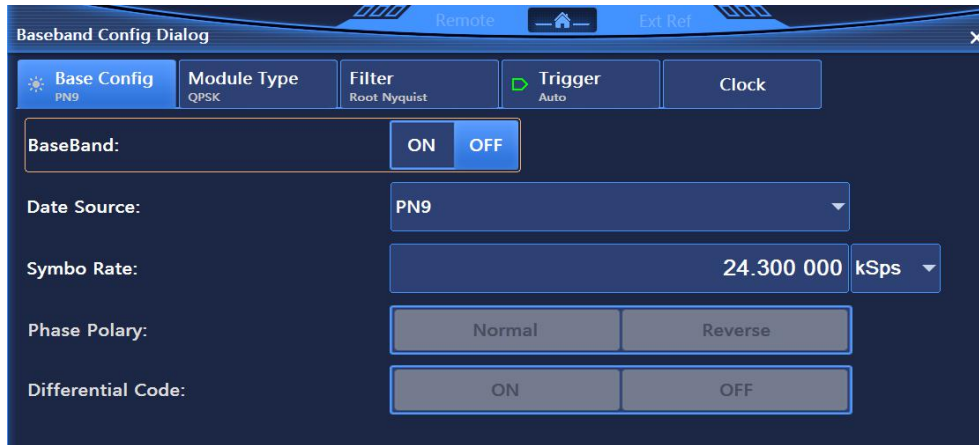 Remote Ext Ref
Baseband Config Dialog
Base Config
PN9
Module Type
QPSK
Filter
Root Nyquist
Trigger
Auto
Clock
BaseBand: ON OFF
Date Source: PN9
Symbo Rate: 24.300 000 kSps
Phase Polary: Normal Reverse
Differential Code: ON OFF